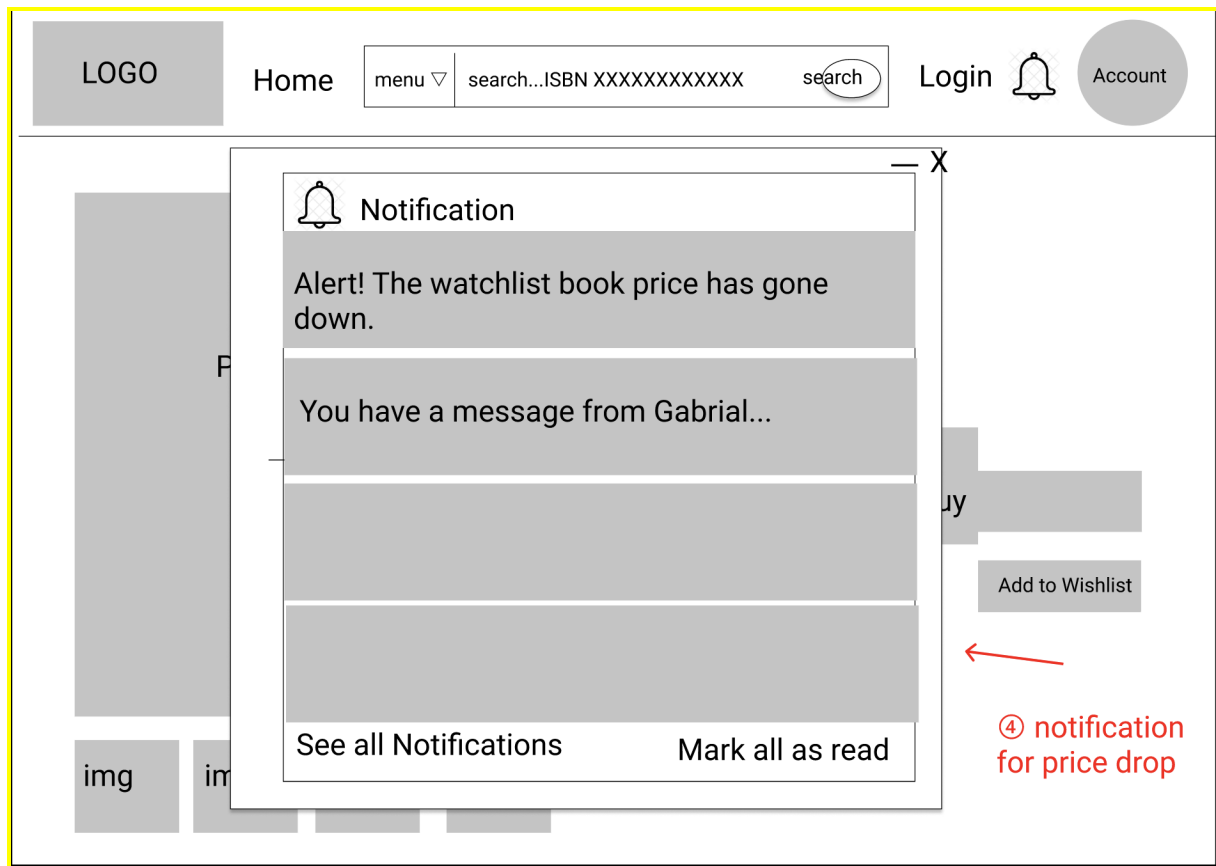 LOGO
Home
menu ▽
search...ISBN XXXXXXXXXXXX
search
Login
Account
— X
Notification
Alert! The watchlist book price has gone
down.
You have a message from Gabrial...
See all Notifications
Mark all as read
P
uy
Add to Wishlist
④ notification
for price drop
img
im